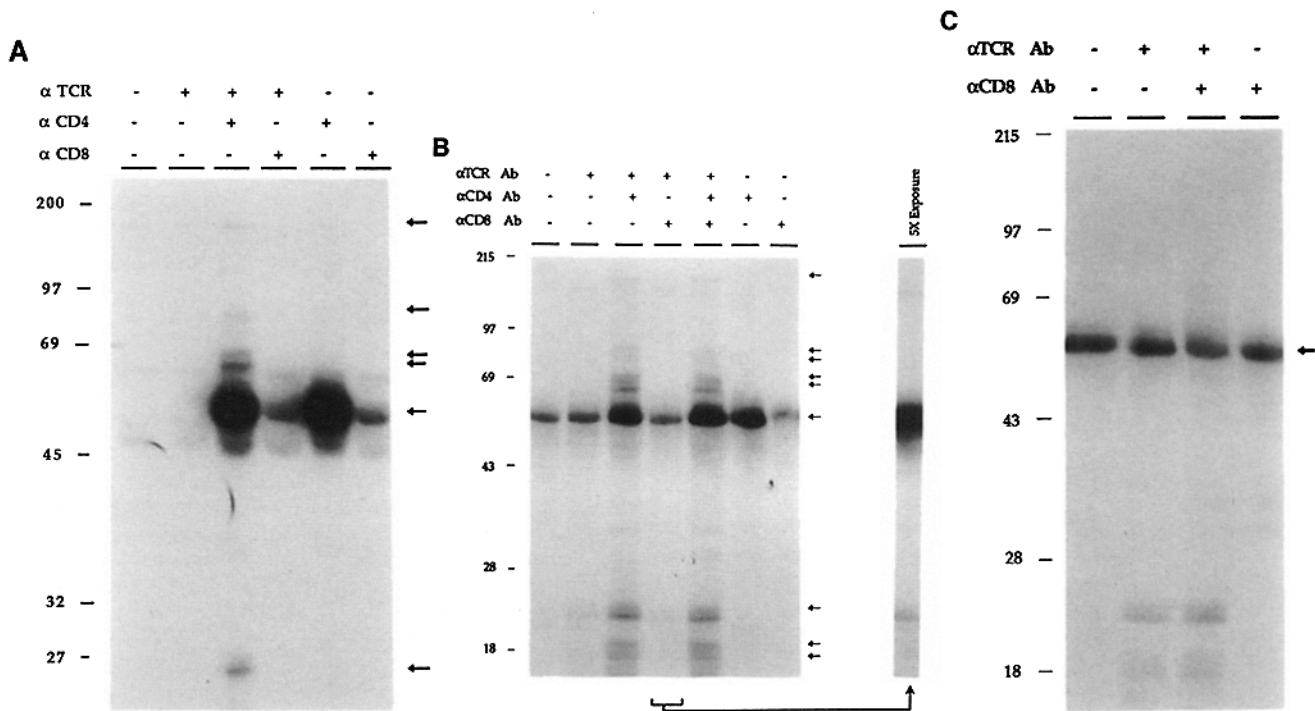 A
α TCR - + + + - -
α CD4 - - + - + -
α CD8 - - - + - +
200
97
69
45
32
27
B
αTCR Ab - + + + + - -
αCD4 Ab - - + - + + -
αCD8 Ab - - - + + - +
215
97
69
43
28
18
5X Exposure
C
αTCR Ab - + + -
αCD8 Ab - - + +
215
97
69
43
28
18